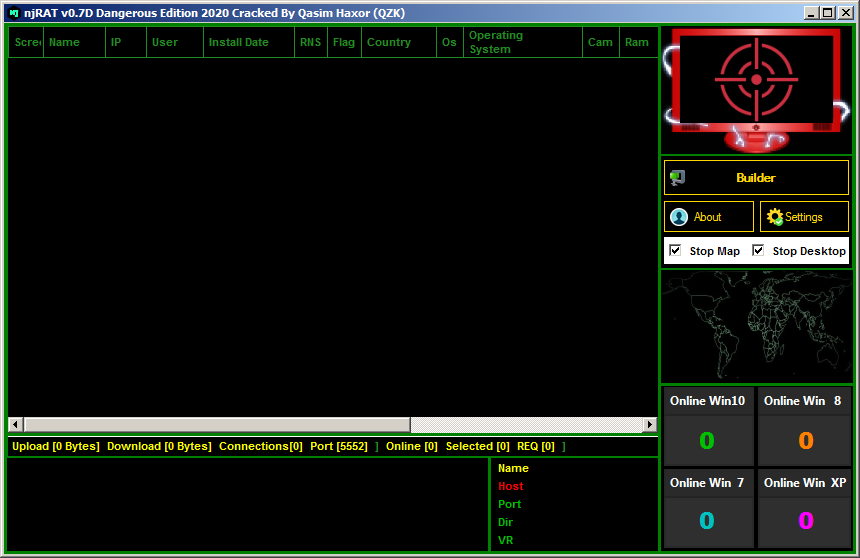 njRAT v0.7D Dangerous Edition 2020 Cracked By Qasim Haxor (QZK)
Scree Name IP User Install Date RNS Flag Country Os Operating System Cam Ram
Builder
About Settings
Stop Map Stop Desktop
Online Win10 Online Win 8
0 0
Online Win 7 Online Win XP
0 0
Upload [0 Bytes] Download [0 Bytes] Connections[0] Port [5552] ] Online [0] Selected [0] REQ [0] ]
Name
Host
Port
Dir
VR